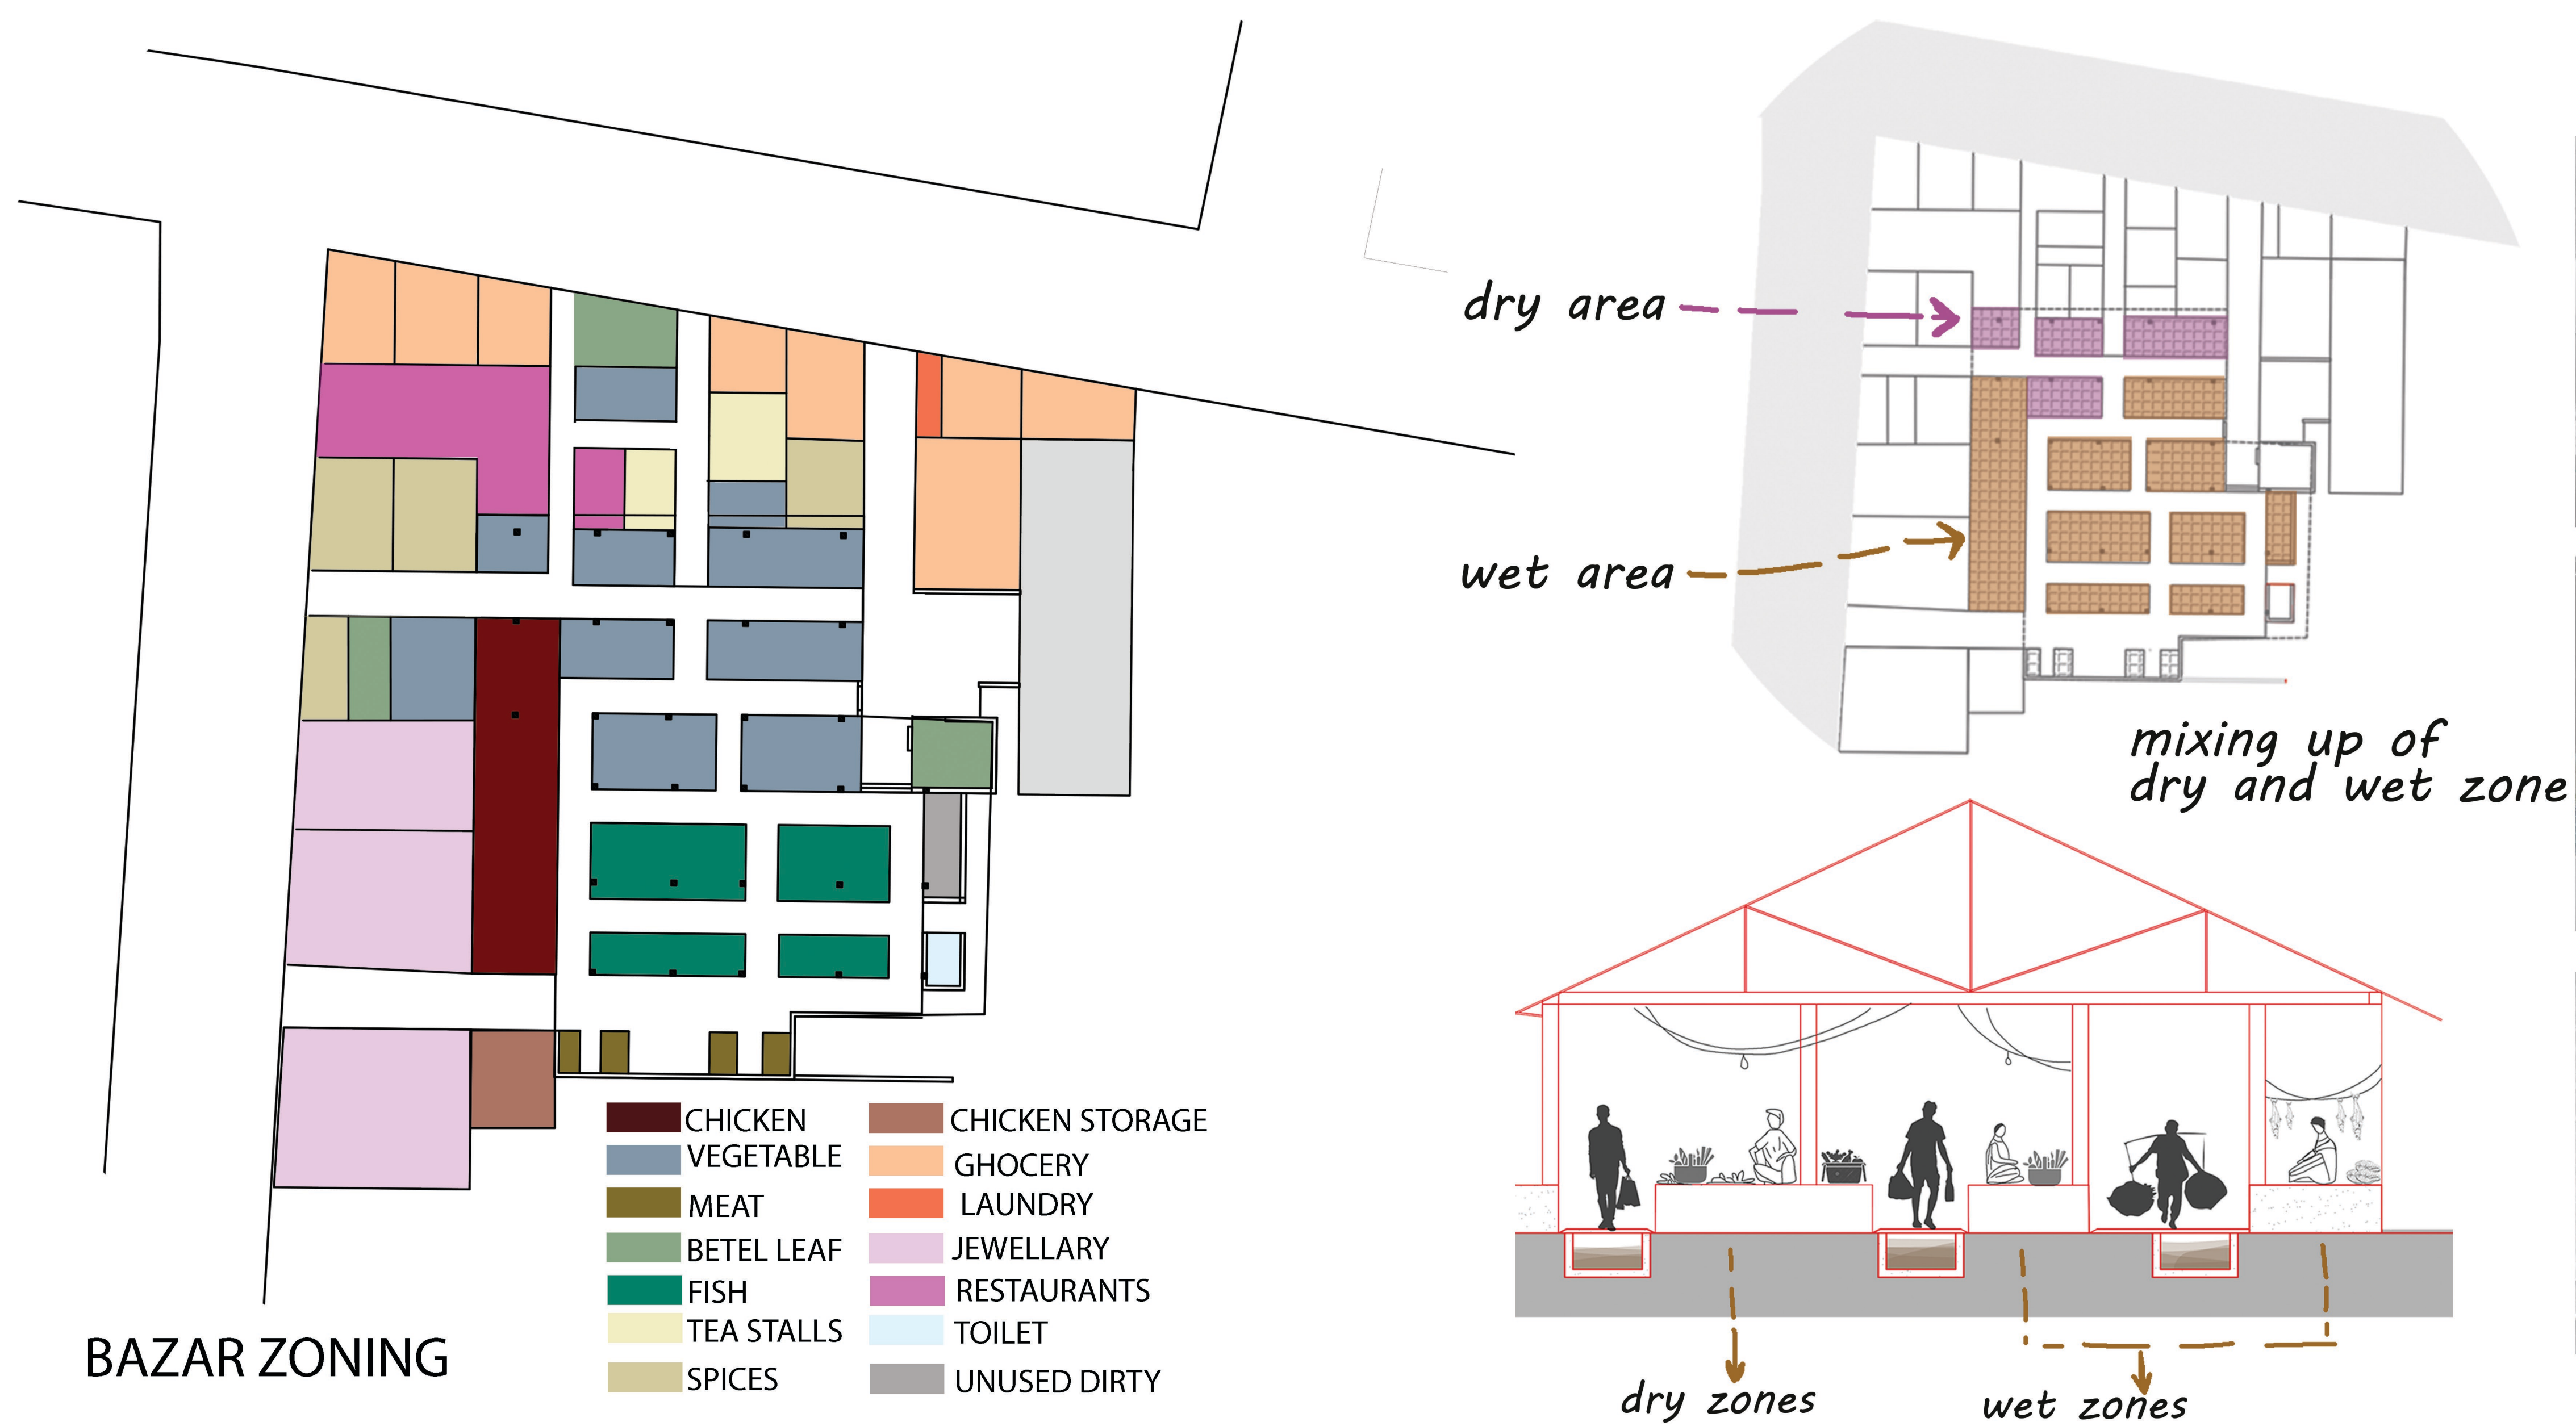 dry area
wet area
mixing up of
dry and wet zone
CHICKEN
VEGETABLE
MEAT
BETEL LEAF
FISH
TEA STALLS
SPICES
CHICKEN STORAGE
GHOCERY
LAUNDRY
JEWELLARY
RESTAURANTS
TOILET
UNUSED DIRTY
BAZAR ZONING
dry zones
wet zones